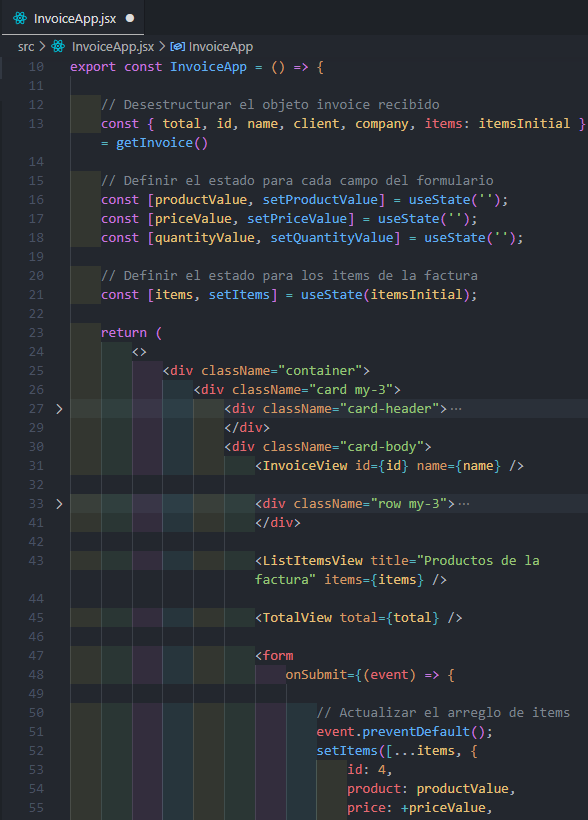 InvoiceApp.jsx ●
src > InvoiceApp.jsx > InvoiceApp
10 export const InvoiceApp = () => {
11
12 // Desestructurar el objeto invoice recibido
13 const { total, id, name, client, company, items: itemsInitial }
= getInvoice()
14
15 // Definir el estado para cada campo del formulario
16 const [productValue, setProductValue] = useState('');
17 const [priceValue, setPriceValue] = useState('');
18 const [quantityValue, setQuantityValue] = useState('');
19
20 // Definir el estado para los items de la factura
21 const [items, setItems] = useState(itemsInitial);
22
23 return (
24 <>
25 <div className="container">
26 <div className="card my-3">
27 > <div className="card-header">···
29 </div>
30 <div className="card-body">
31 <InvoiceView id={id} name={name} />
32
33 > <div className="row my-3">···
41 </div>
42
43 <ListItemsView title="Productos de la
factura" items={items} />
44
45 <TotalView total={total} />
46
47 <form
48 onSubmit={(event) => {
49
50 // Actualizar el arreglo de items
51 event.preventDefault();
52 setItems([...items, {
53 id: 4,
54 product: productValue,
55 price: +priceValue,